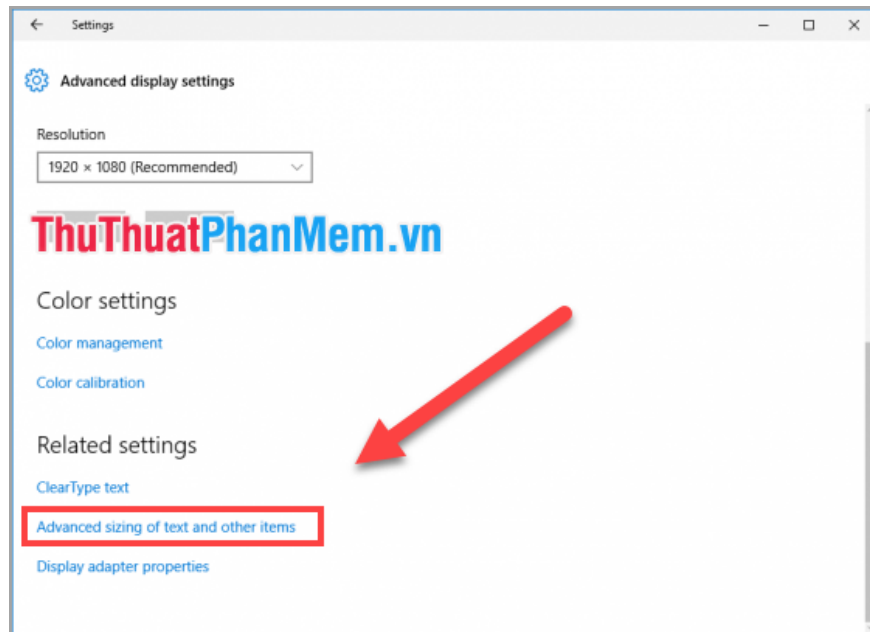 Settings
Advanced display settings
Resolution
1920 × 1080 (Recommended)
ThuThuatPhanMem.vn
Color settings
Color management
Color calibration
Related settings
ClearType text
Advanced sizing of text and other items
Display adapter properties